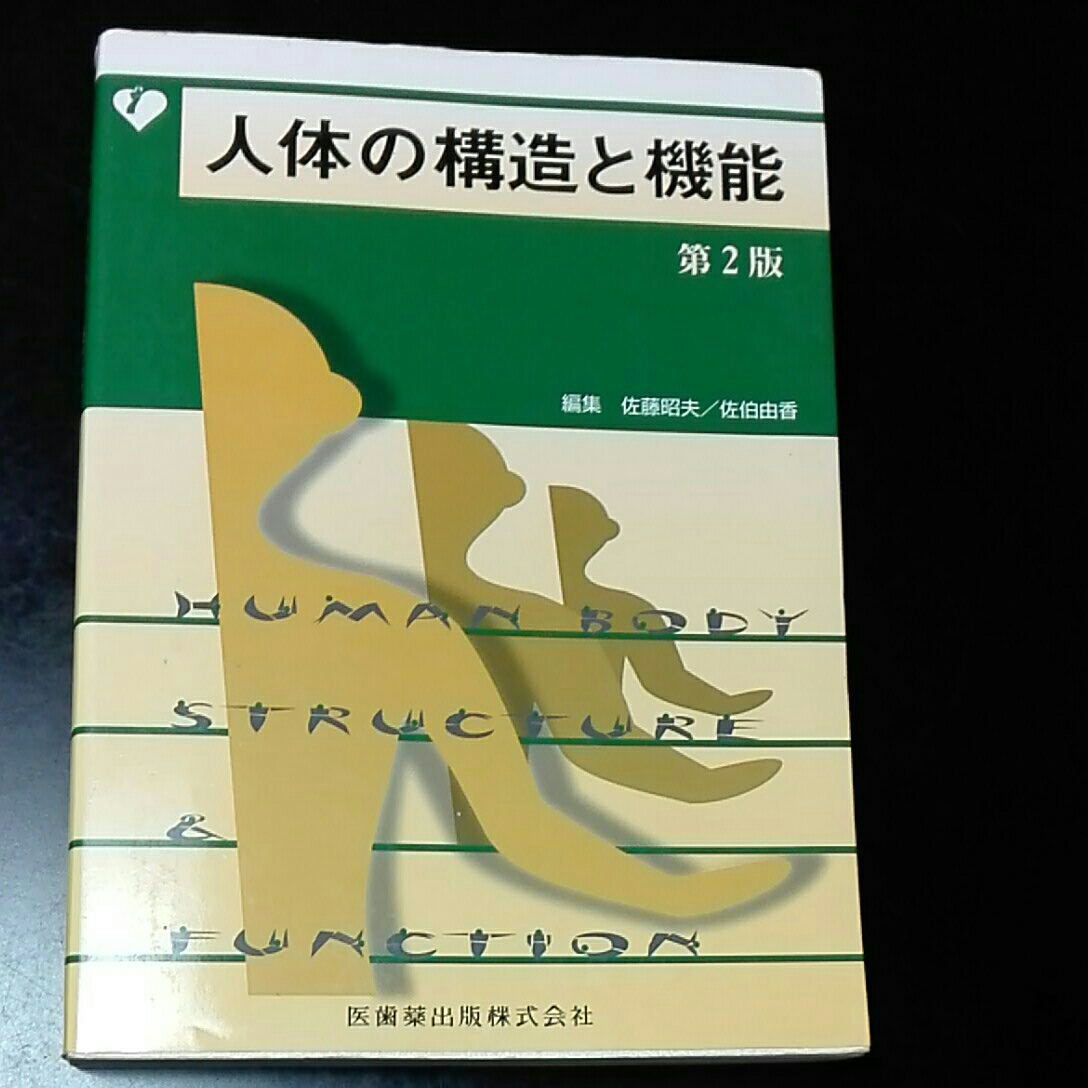 人体の構造と機能
第2版
編集 佐藤昭夫／佐伯由香
HUMAN BODY
STRUCTURE
&
FUNCTION
医歯薬出版株式会社